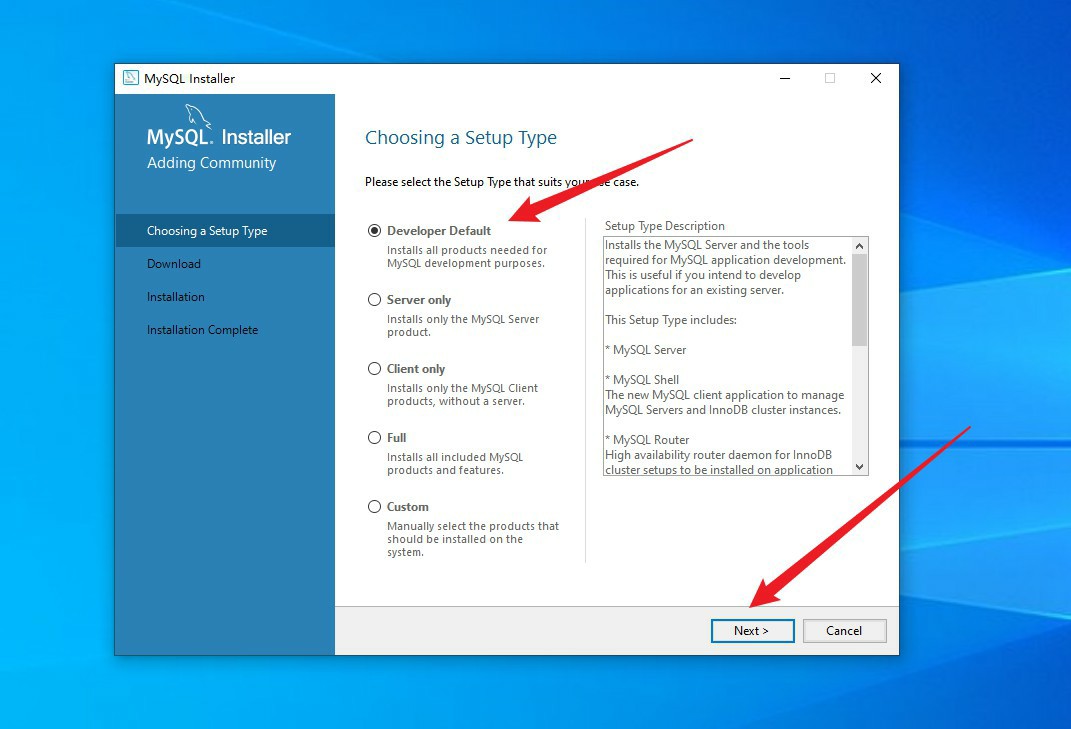 MySQL Installer
MySQL. Installer
Adding Community
Choosing a Setup Type
Download
Installation
Installation Complete
Choosing a Setup Type
Please select the Setup Type that suits your case.
Developer Default
Installs all products needed for
MySQL development purposes.
Server only
Installs only the MySQL Server
product.
Client only
Installs only the MySQL Client
products, without a server.
Full
Installs all included MySQL
products and features.
Custom
Manually select the products that
should be installed on the
system.
Setup Type Description
Installs the MySQL Server and the tools
required for MySQL application development.
This is useful if you intend to develop
applications for an existing server.
This Setup Type includes:
* MySQL Server
* MySQL Shell
The new MySQL client application to manage
MySQL Servers and InnoDB cluster instances.
* MySQL Router
High availability router daemon for InnoDB
cluster setups to be installed on application
Next >
Cancel